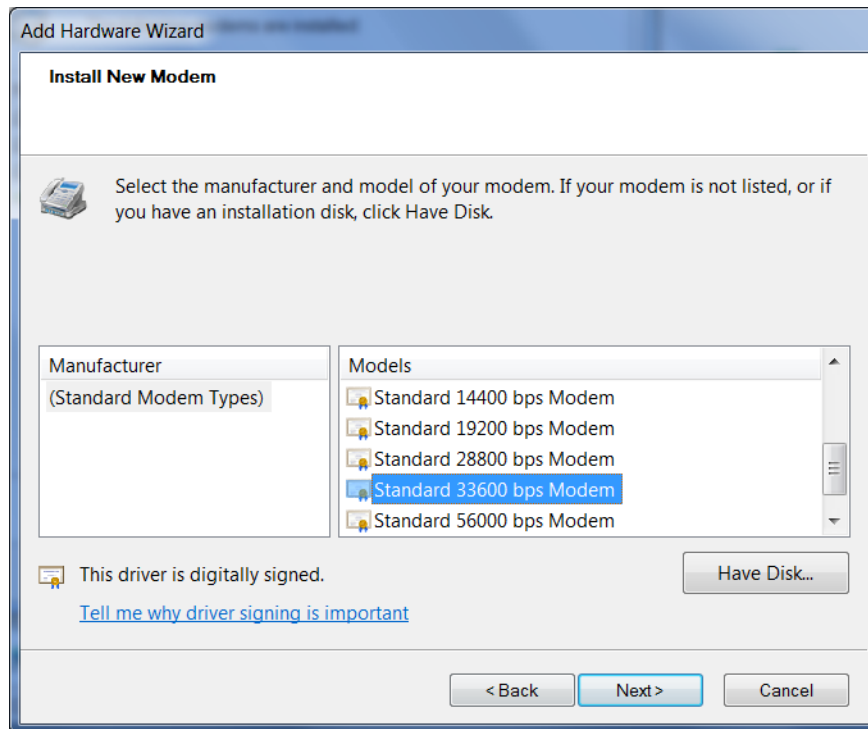 Add Hardware Wizard
Install New Modem
Select the manufacturer and model of your modem. If your modem is not listed, or if
you have an installation disk, click Have Disk.
Manufacturer
(Standard Modem Types)
Models
Standard 14400 bps Modem
Standard 19200 bps Modem
Standard 28800 bps Modem
Standard 33600 bps Modem
Standard 56000 bps Modem
This driver is digitally signed.
Have Disk...
Tell me why driver signing is important
< Back
Next >
Cancel